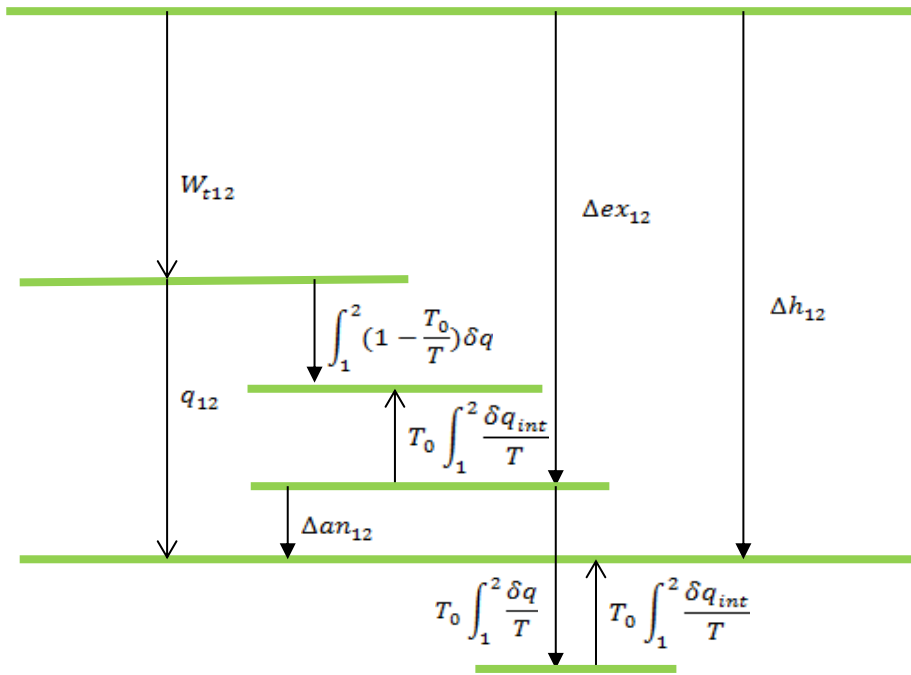 W_{t12}
Δex_{12}
Δh_{12}
∫_1^2 (1 − T_0/T)δq
q_{12}
T_0 ∫_1^2 δq_{int}/T
Δan_{12}
T_0 ∫_1^2 δq/T
T_0 ∫_1^2 δq_{int}/T